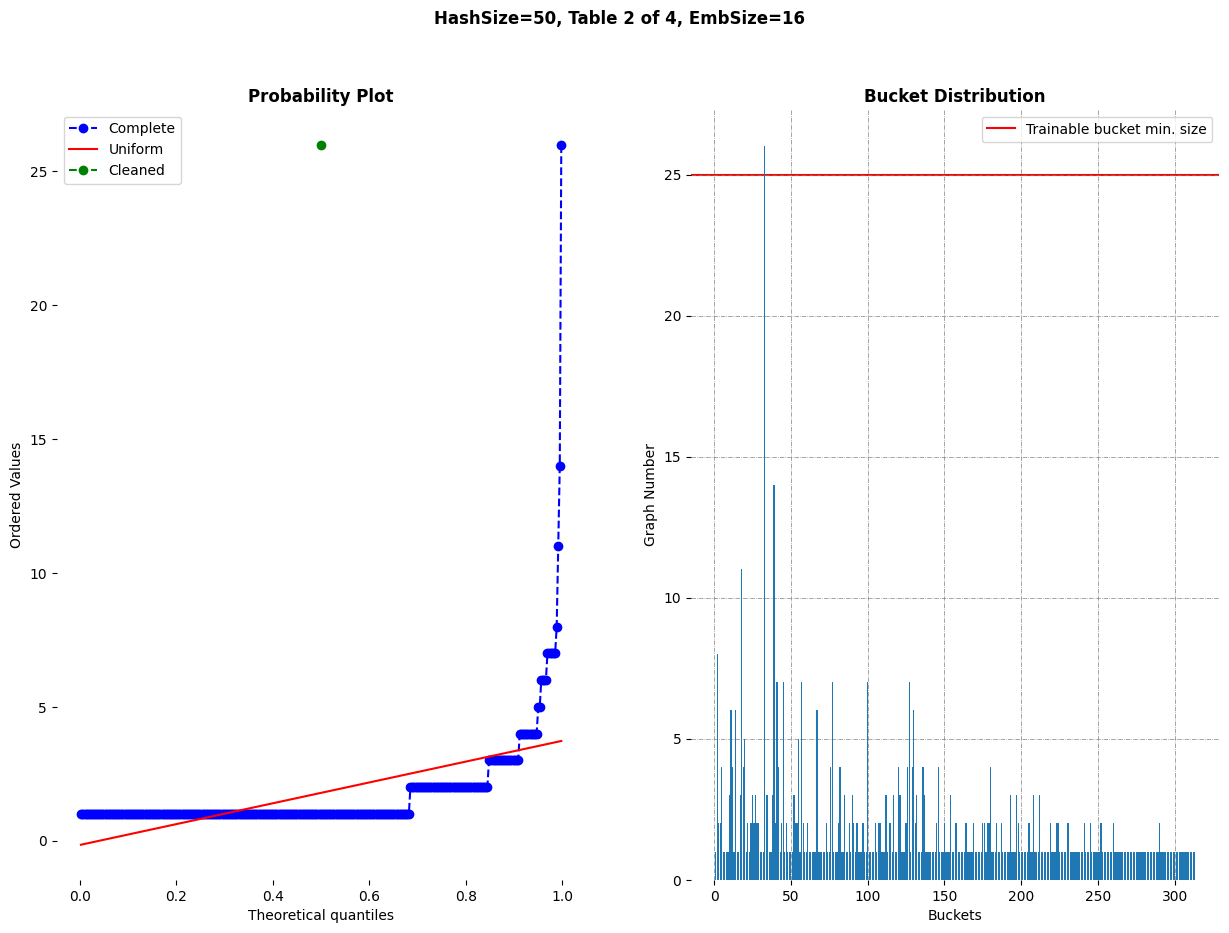 HashSize=50, Table 2 of 4, EmbSize=16
Probability Plot
Complete
Uniform
Cleaned
25
20
15
10
5
0
Ordered Values
0.0 0.2 0.4 0.6 0.8 1.0
Theoretical quantiles
Bucket Distribution
Trainable bucket min. size
25
20
15
10
5
0
Graph Number
0 50 100 150 200 250 300
Buckets